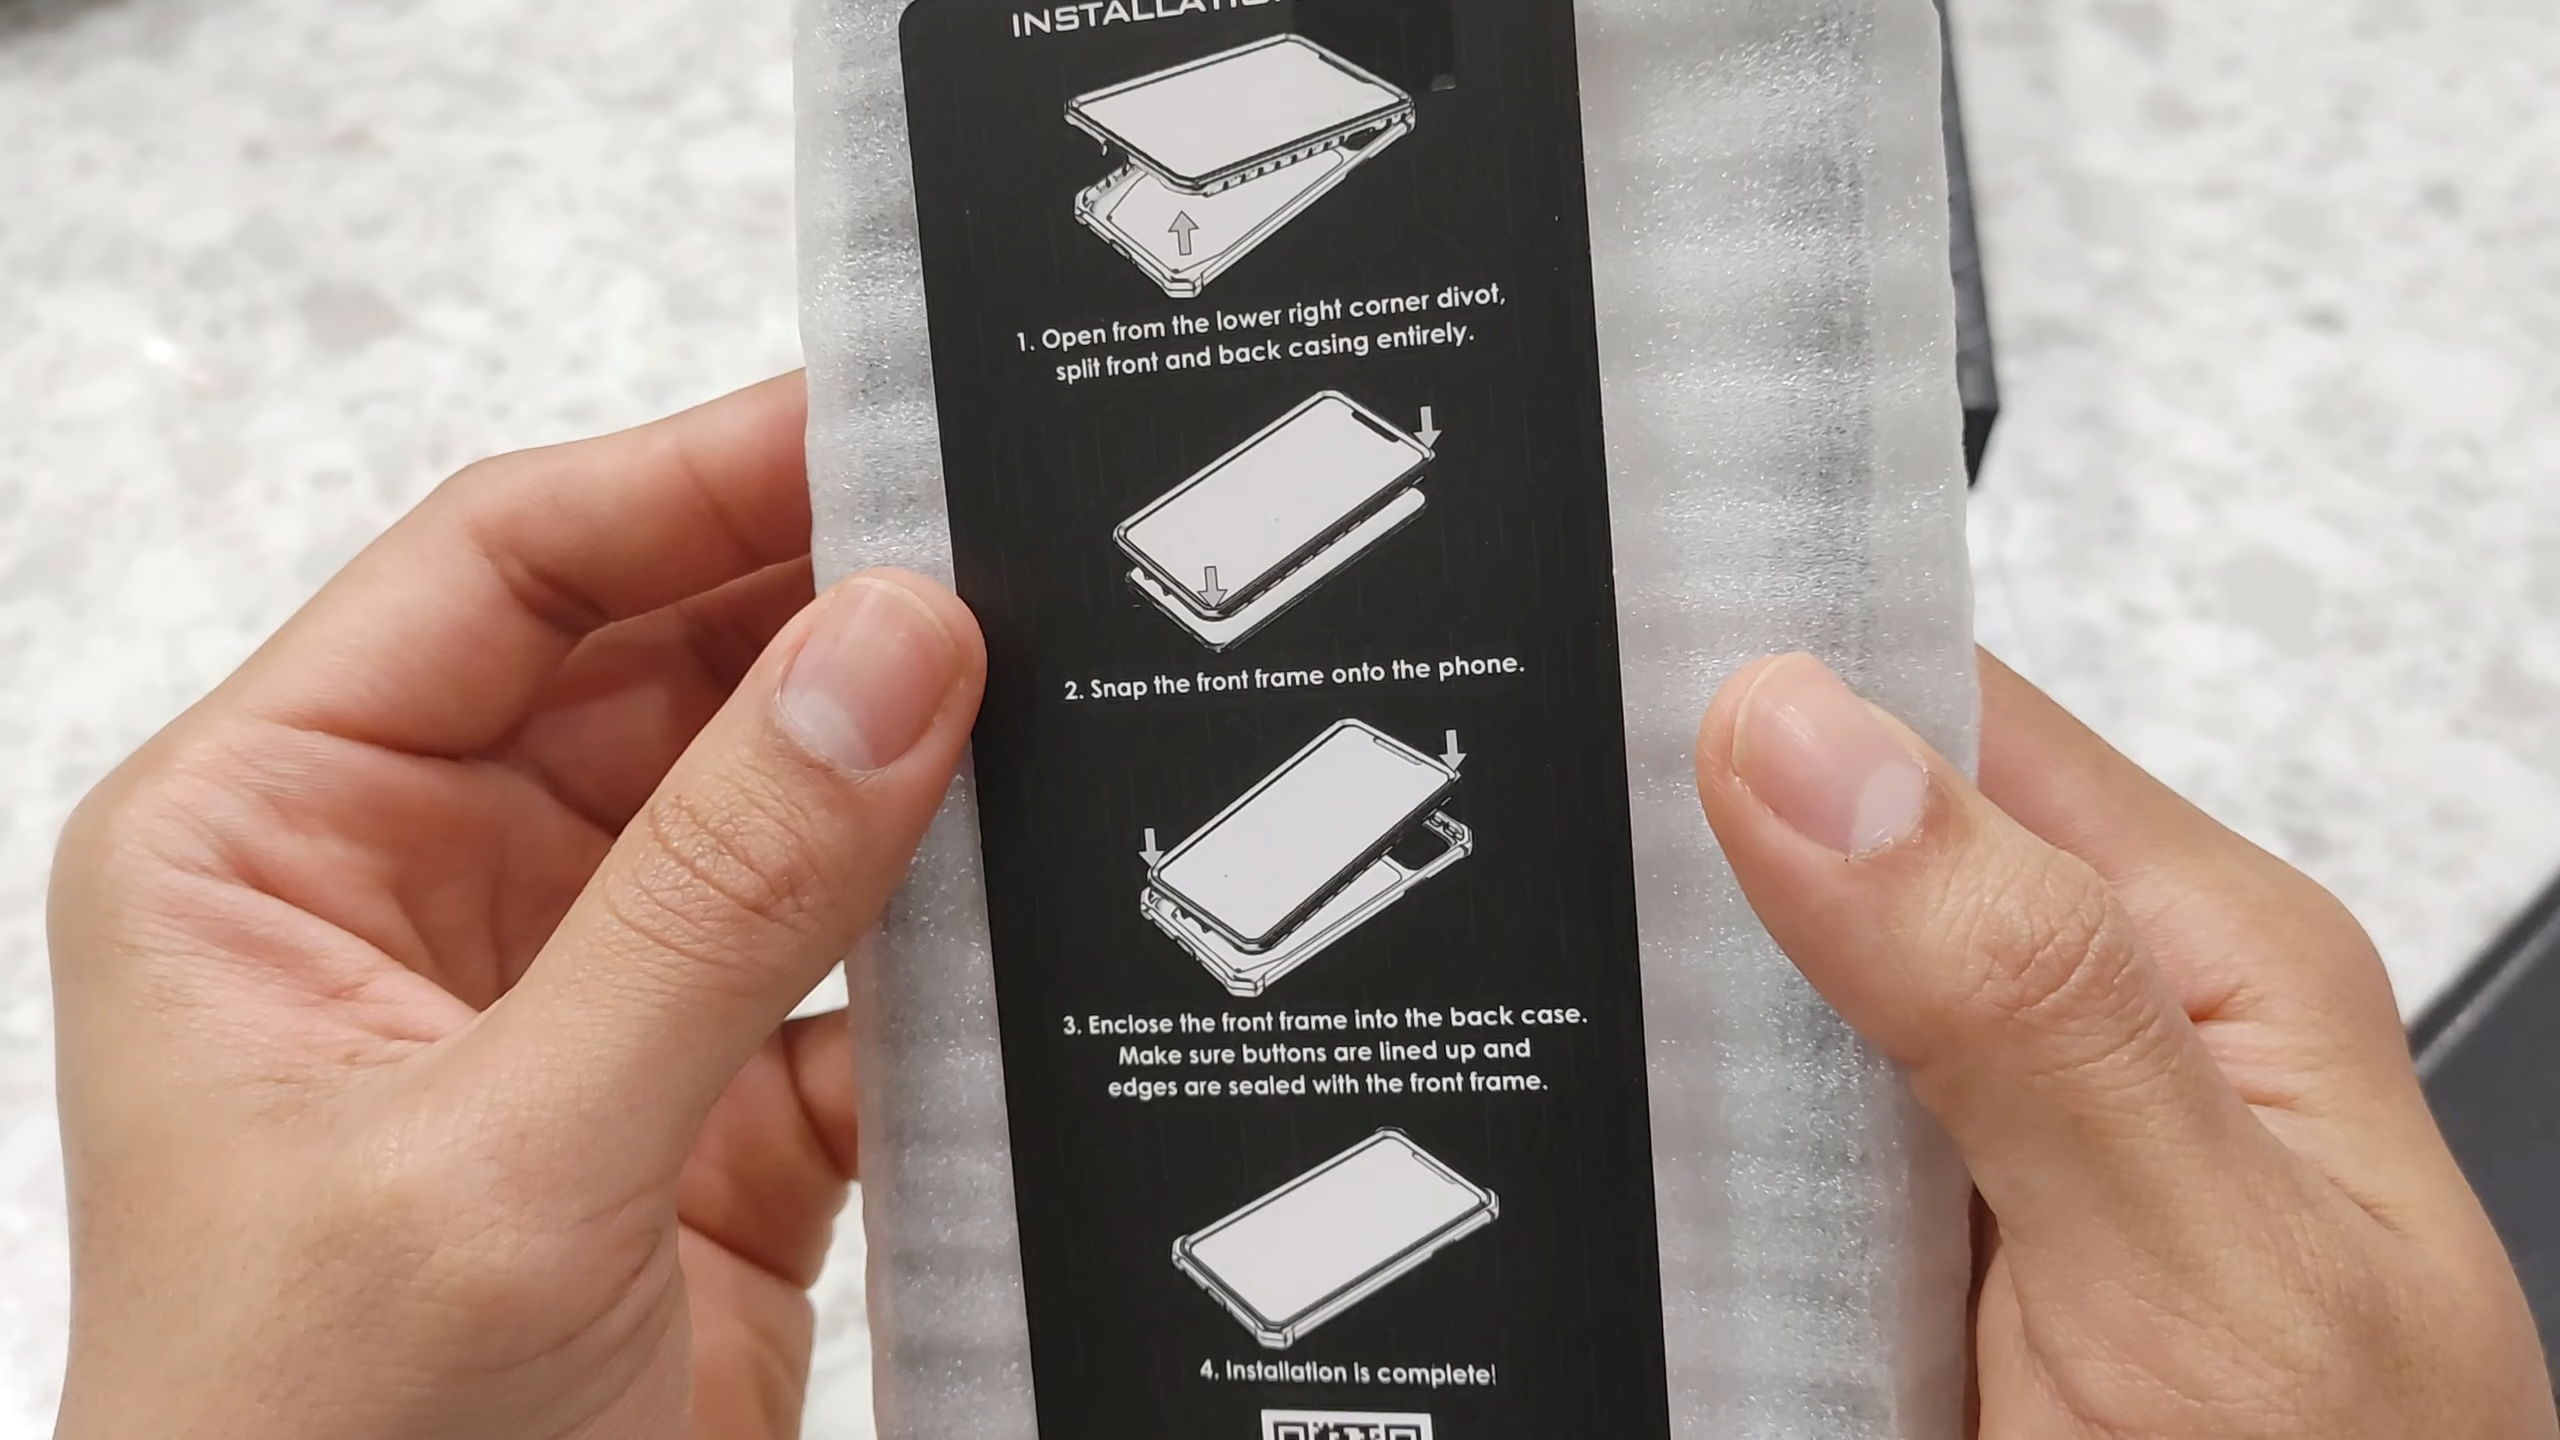 1. Open from the lower right corner divot,
split front and back casing entirely.
2. Snap the front frame onto the phone.
3. Enclose the front frame into the back case.
Make sure buttons are lined up and
edges are sealed with the front frame.
4. Installation is complete!